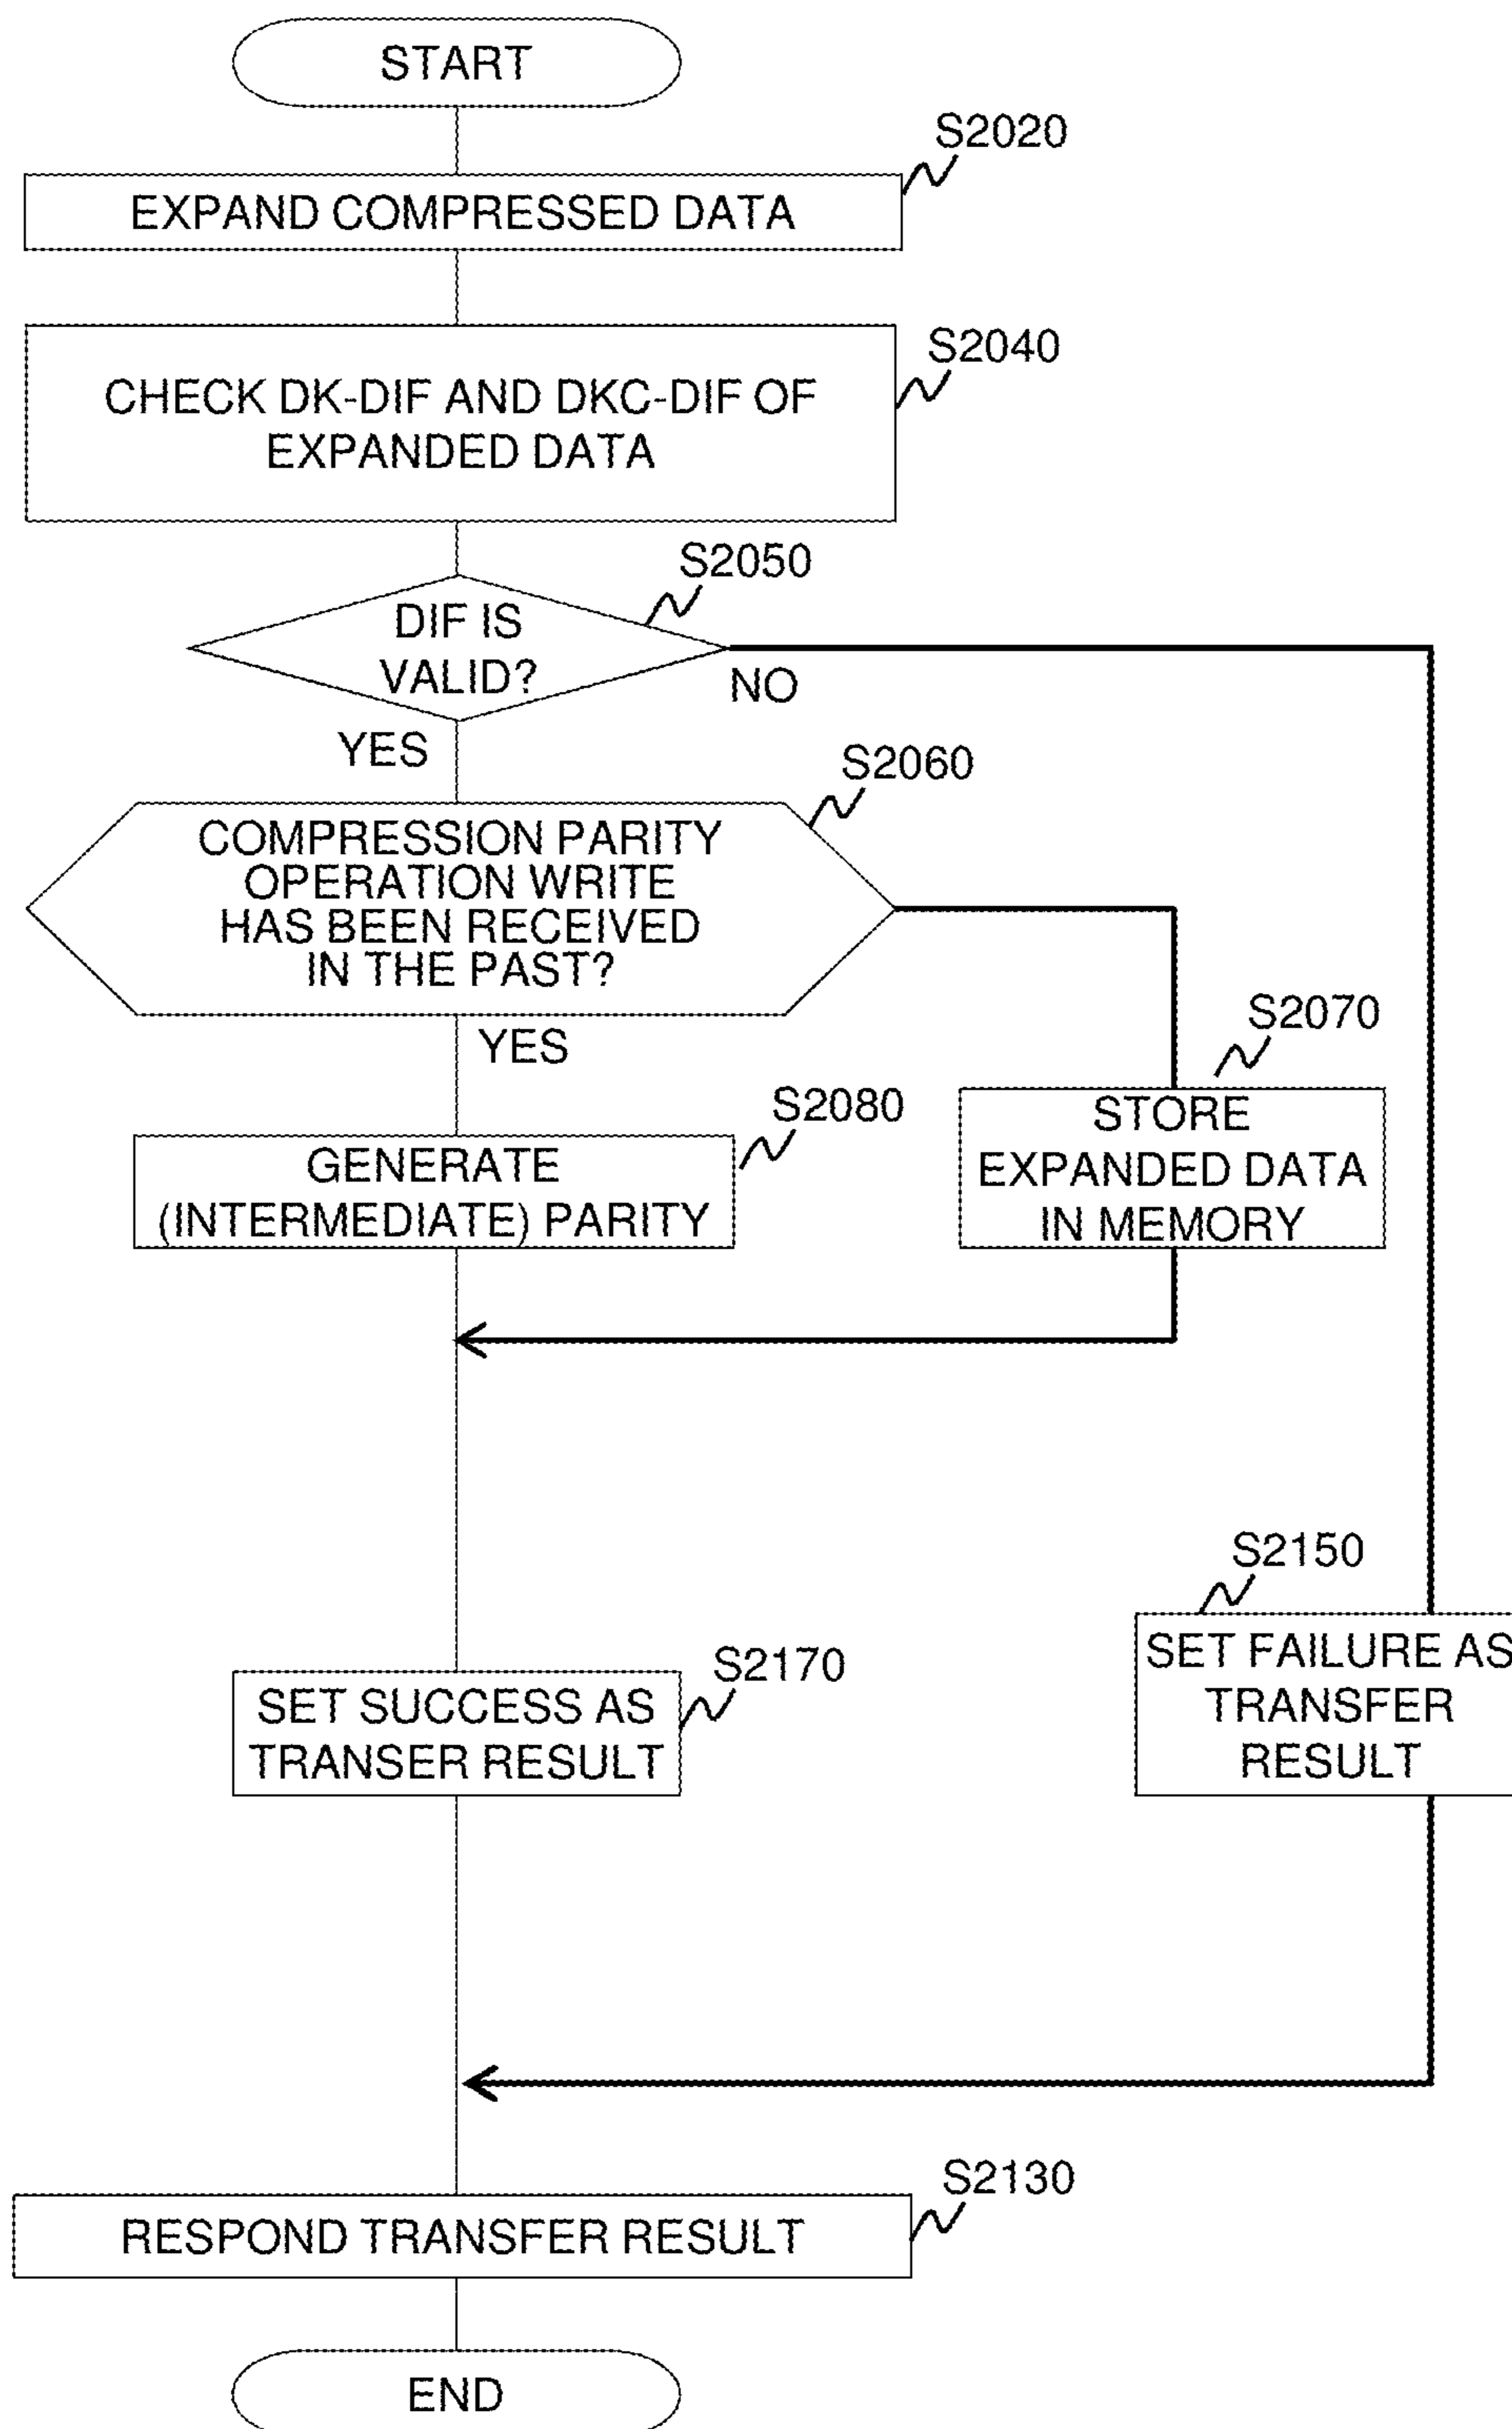 START
S2020
EXPAND COMPRESSED DATA
S2040
CHECK DK-DIF AND DKC-DIF OF
EXPANDED DATA
S2050
DIF IS
VALID?
NO
YES
S2060
COMPRESSION PARITY
OPERATION WRITE
HAS BEEN RECEIVED
IN THE PAST?
YES
S2070
STORE
EXPANDED DATA
IN MEMORY
S2080
GENERATE
(INTERMEDIATE) PARITY
S2150
SET FAILURE AS
TRANSFER
RESULT
S2170
SET SUCCESS AS
TRANSER RESULT
S2130
RESPOND TRANSFER RESULT
END